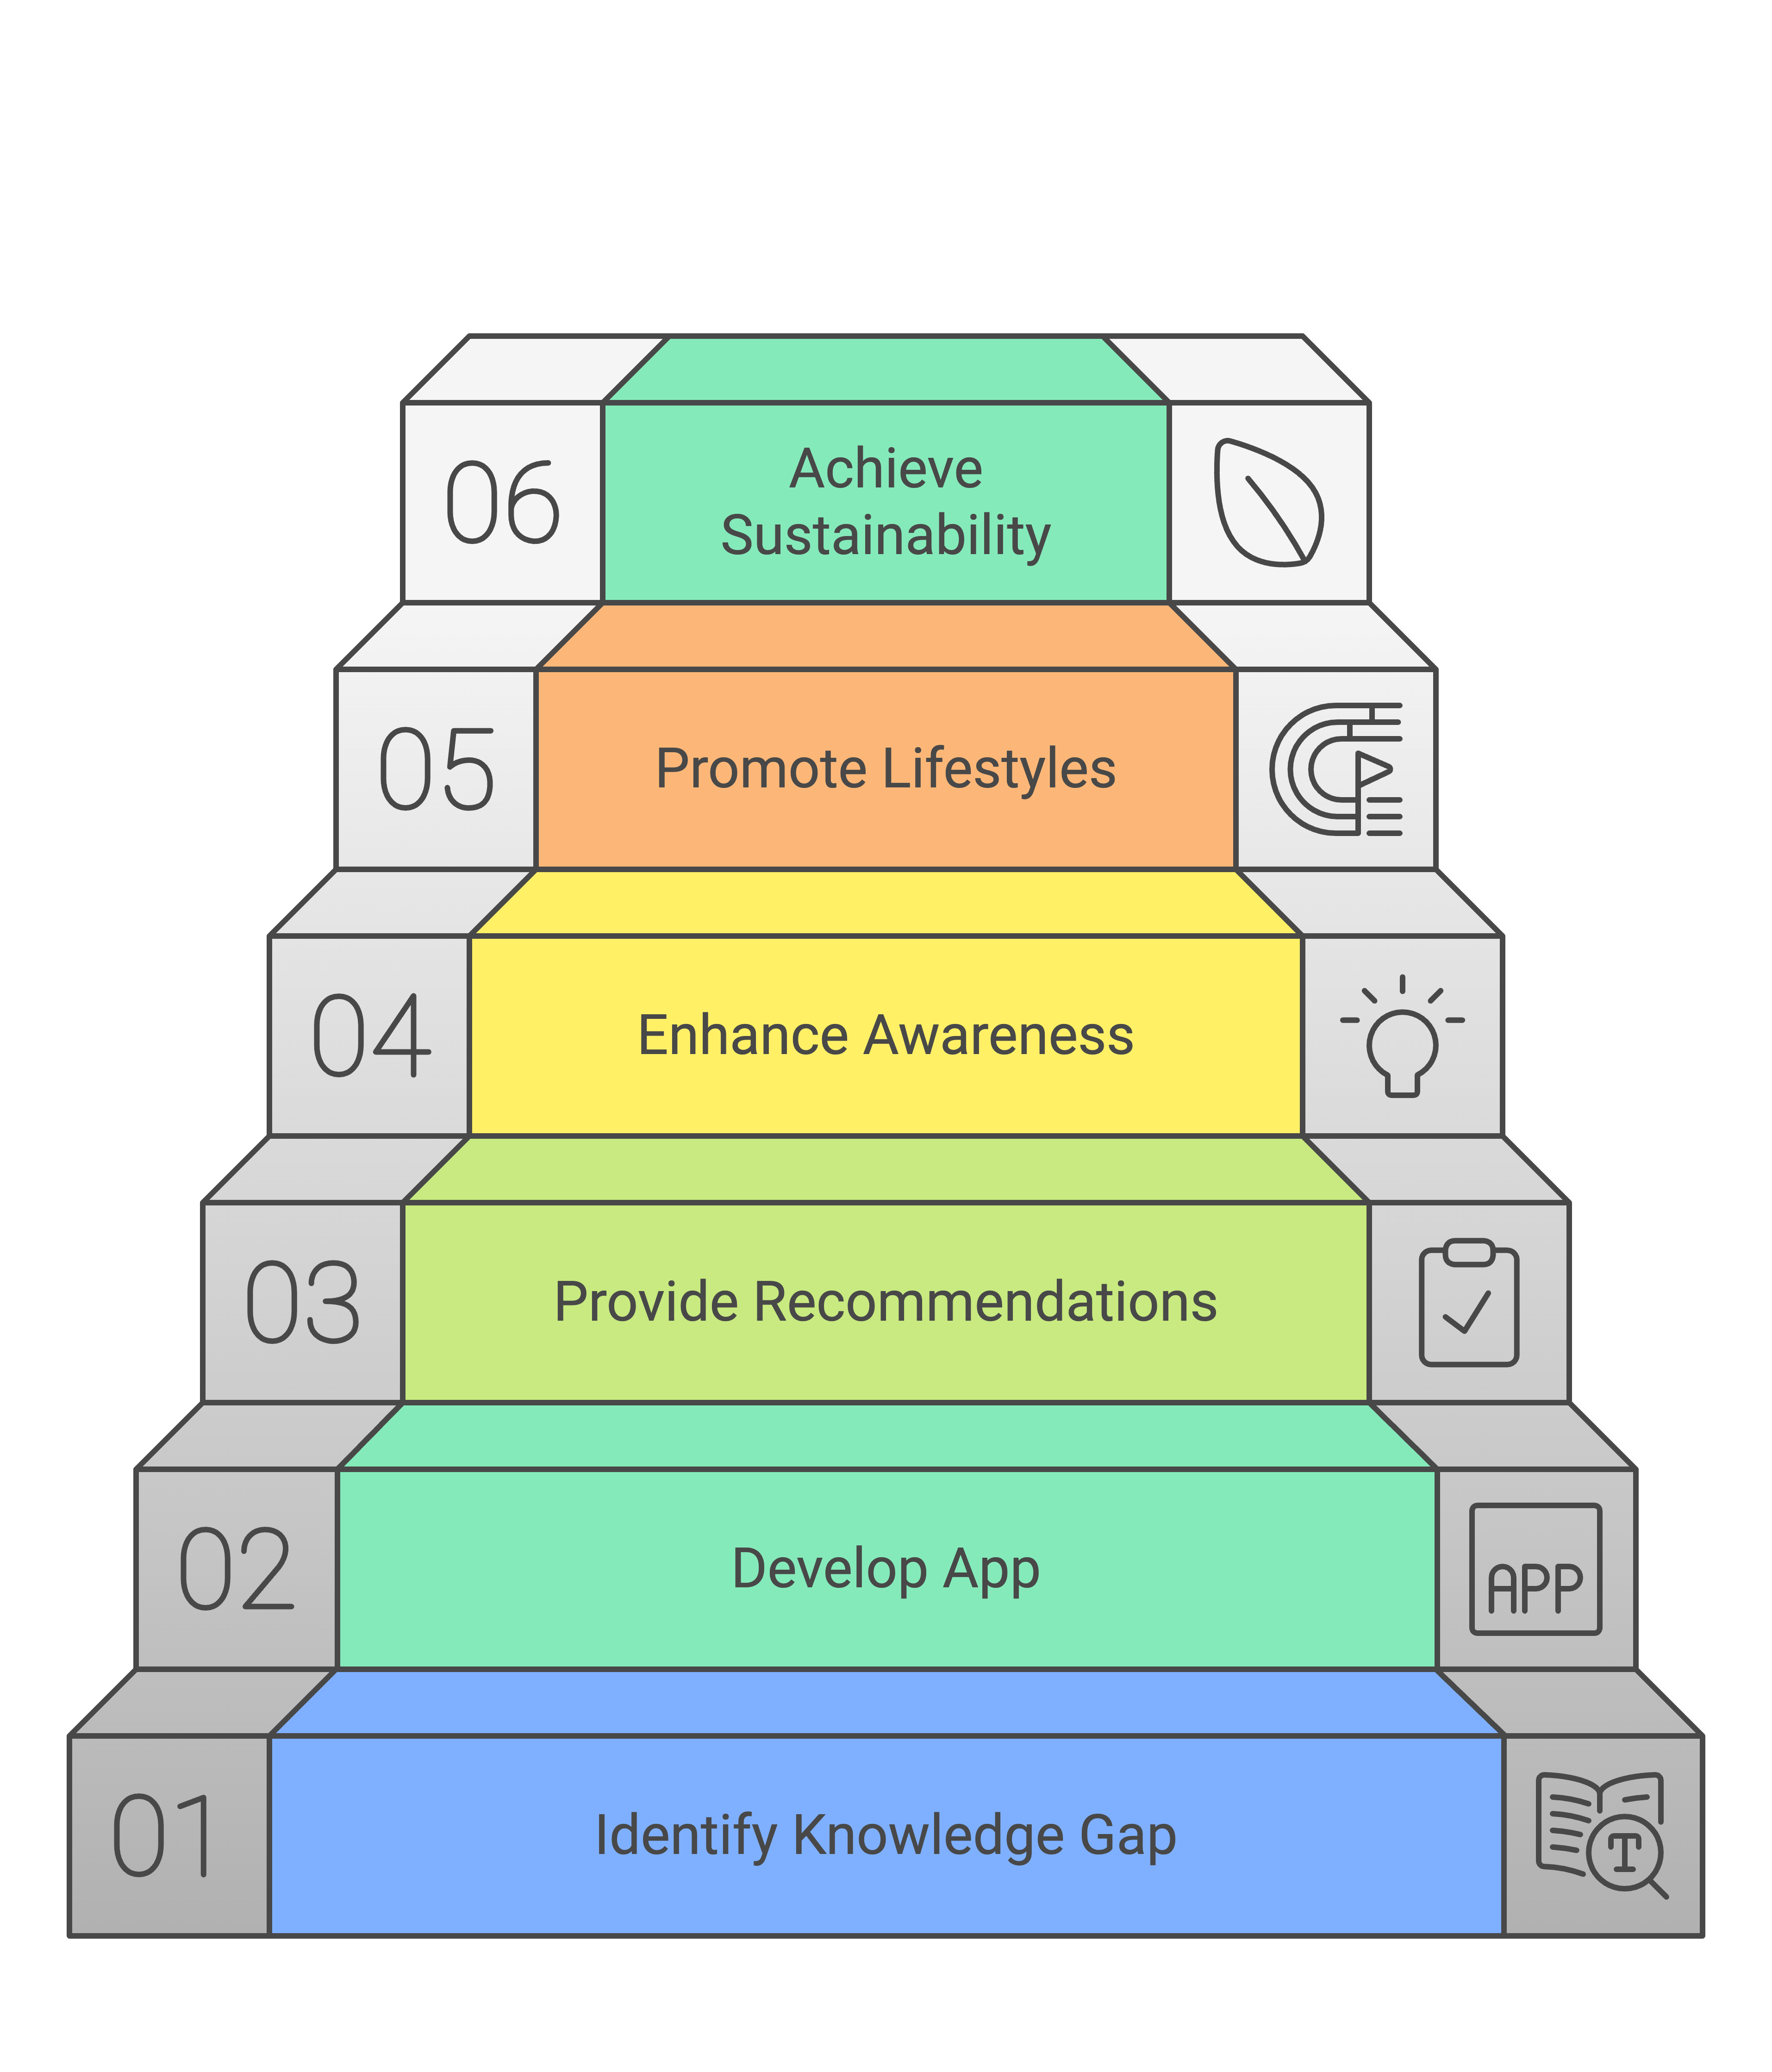 06
Achieve
Sustainability
05
Promote Lifestyles
04
Enhance Awareness
03
Provide Recommendations
02
Develop App
APP
01
Identify Knowledge Gap
T